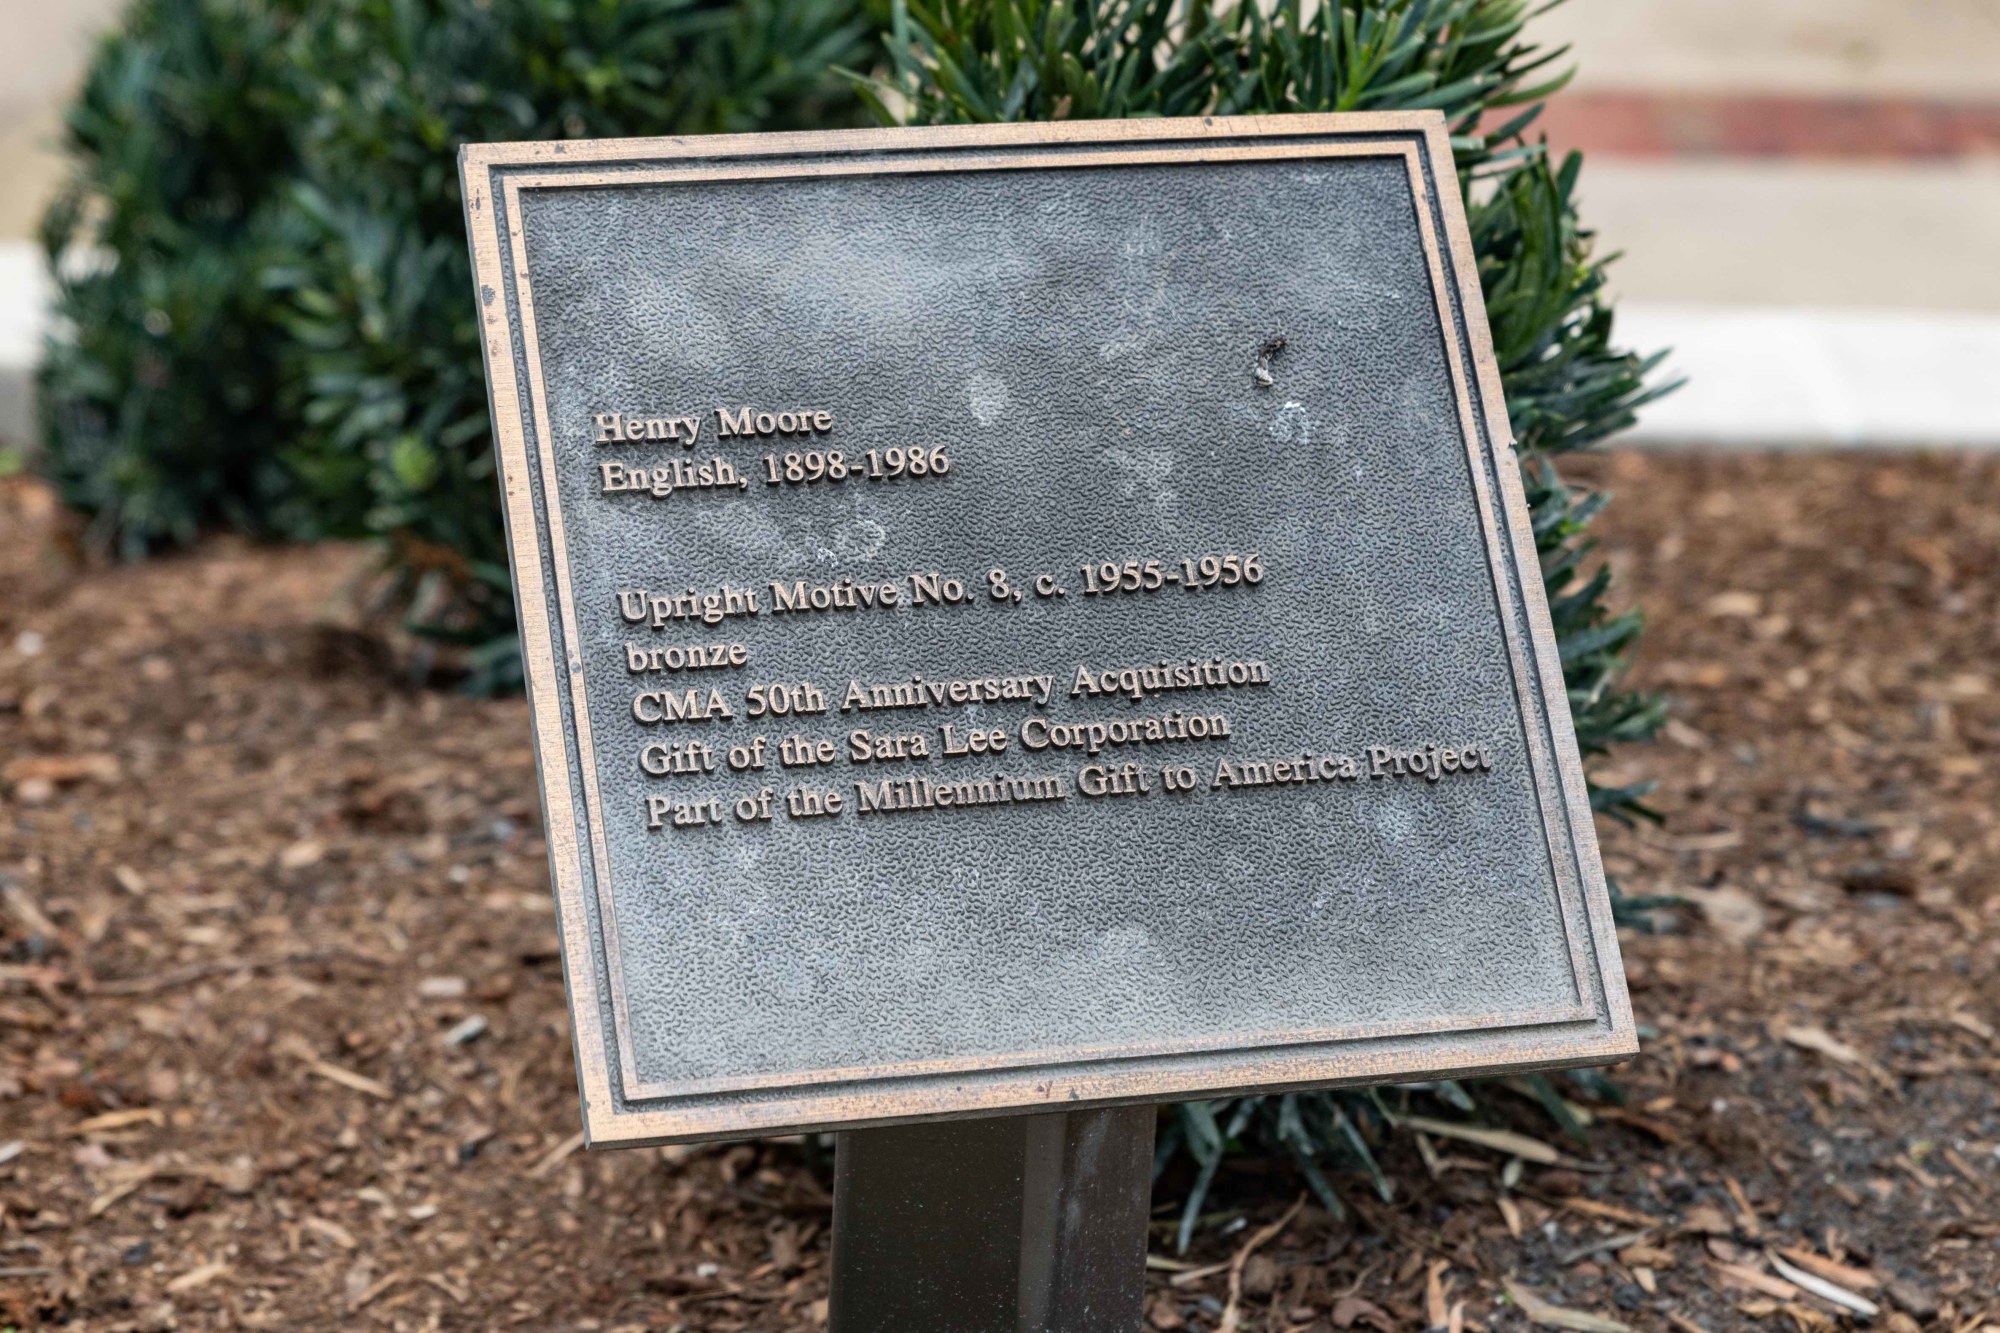 Henry Moore
English, 1898-1986
Upright Motive No. 8, c. 1955-1956
bronze
CMA 50th Anniversary Acquisition
Gift of the Sara Lee Corporation
Part of the Millennium Gift to America Project